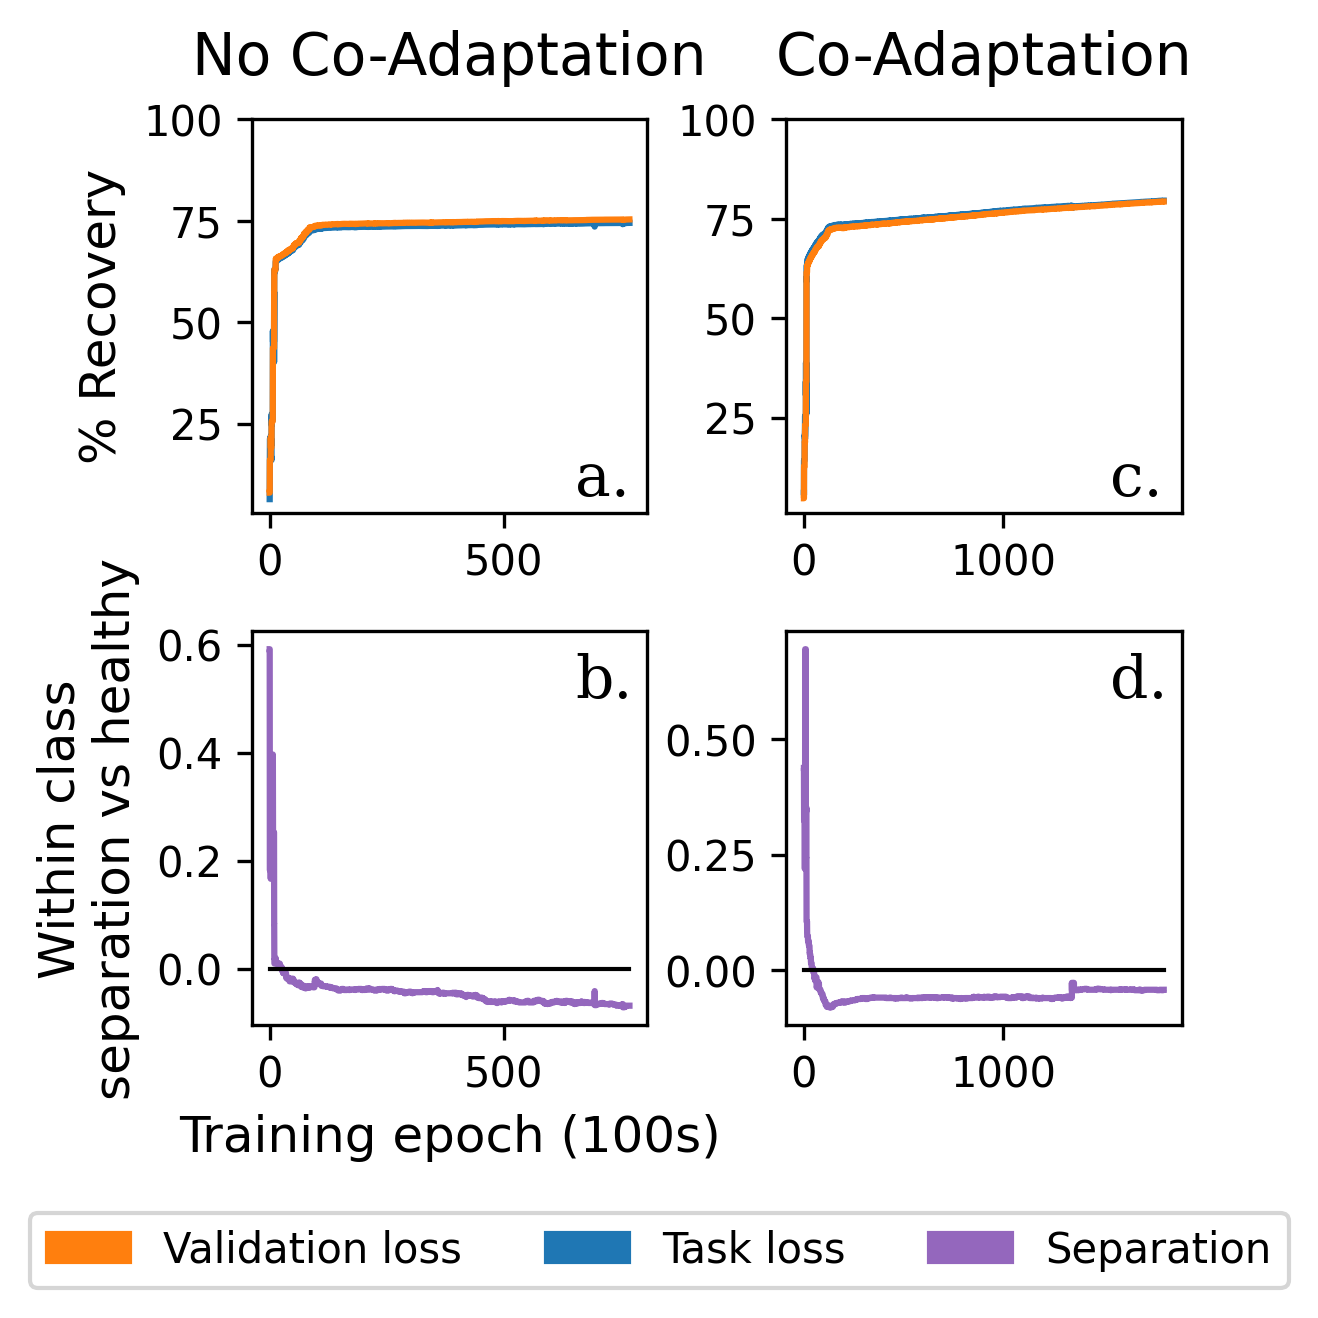 No Co-Adaptation
Co-Adaptation
% Recovery
100
75
50
25
a.
0
500
100
75
50
25
c.
0
1000
Within class
separation vs healthy
0.6
0.4
0.2
0.0
b.
0
500
0.50
0.25
0.00
d.
0
1000
Training epoch (100s)
Validation loss
Task loss
Separation